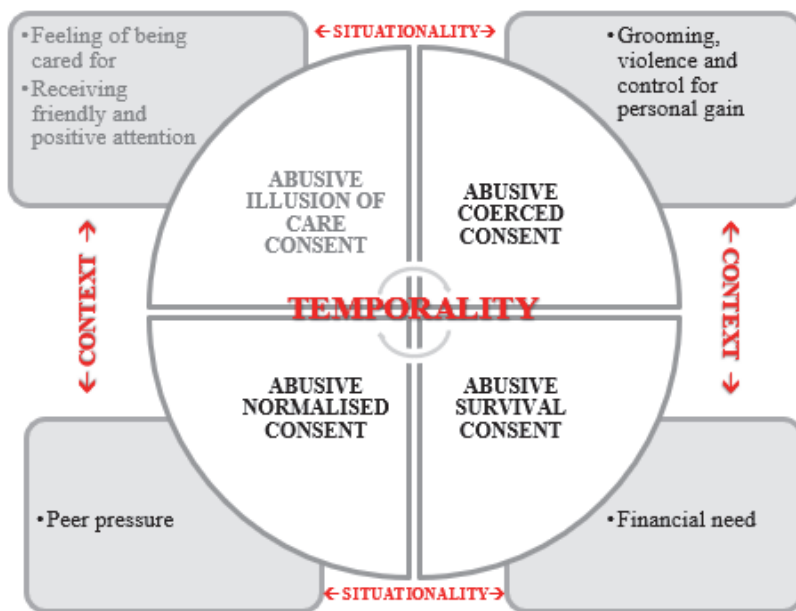 •Feeling of being
cared for
•Receiving
friendly and
positive attention
←SITUATIONALITY→
•Grooming,
violence and
control for
personal gain
ABUSIVE
ILLUSION OF
CARE
CONSENT
ABUSIVE
COERCED
CONSENT
←CONTEXT→
TEMPORALITY
←CONTEXT→
ABUSIVE
NORMALISED
CONSENT
ABUSIVE
SURVIVAL
CONSENT
•Peer pressure
•Financial need
←SITUATIONALITY→